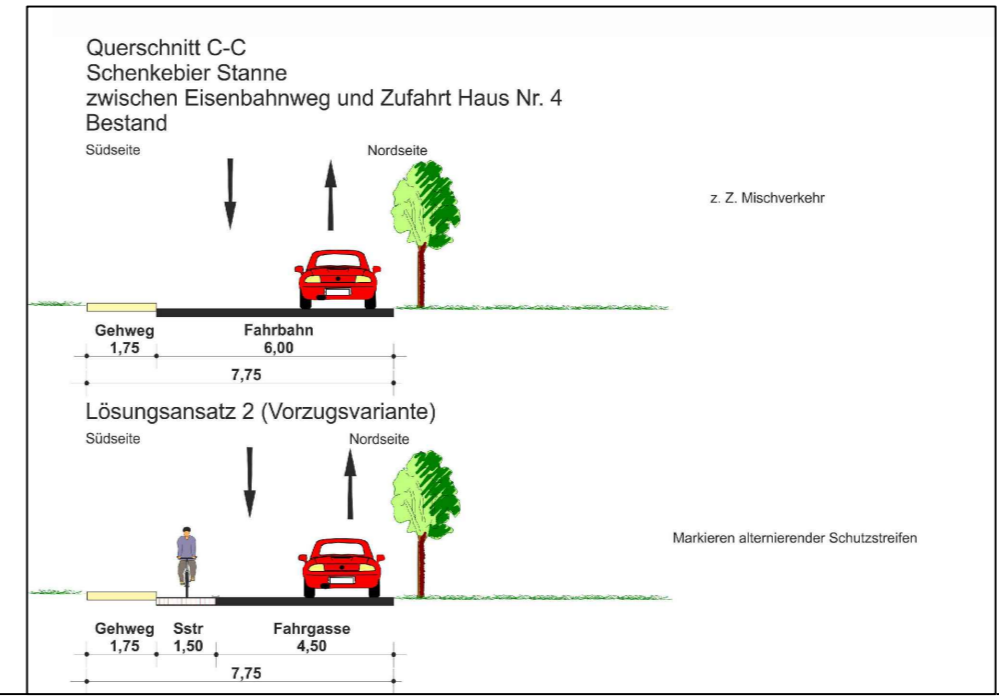 Querschnitt C-C
Schenkebier Stanne
zwischen Eisenbahnweg und Zufahrt Haus Nr. 4
Bestand
Südseite Nordseite
z. Z. Mischverkehr
Gehweg Fahrbahn
1,75 6,00
7,75
Lösungsansatz 2 (Vorzugsvariante)
Südseite Nordseite
Markieren alternierender Schutzstreifen
Gehweg Sstr Fahrgasse
1,75 1,50 4,50
7,75